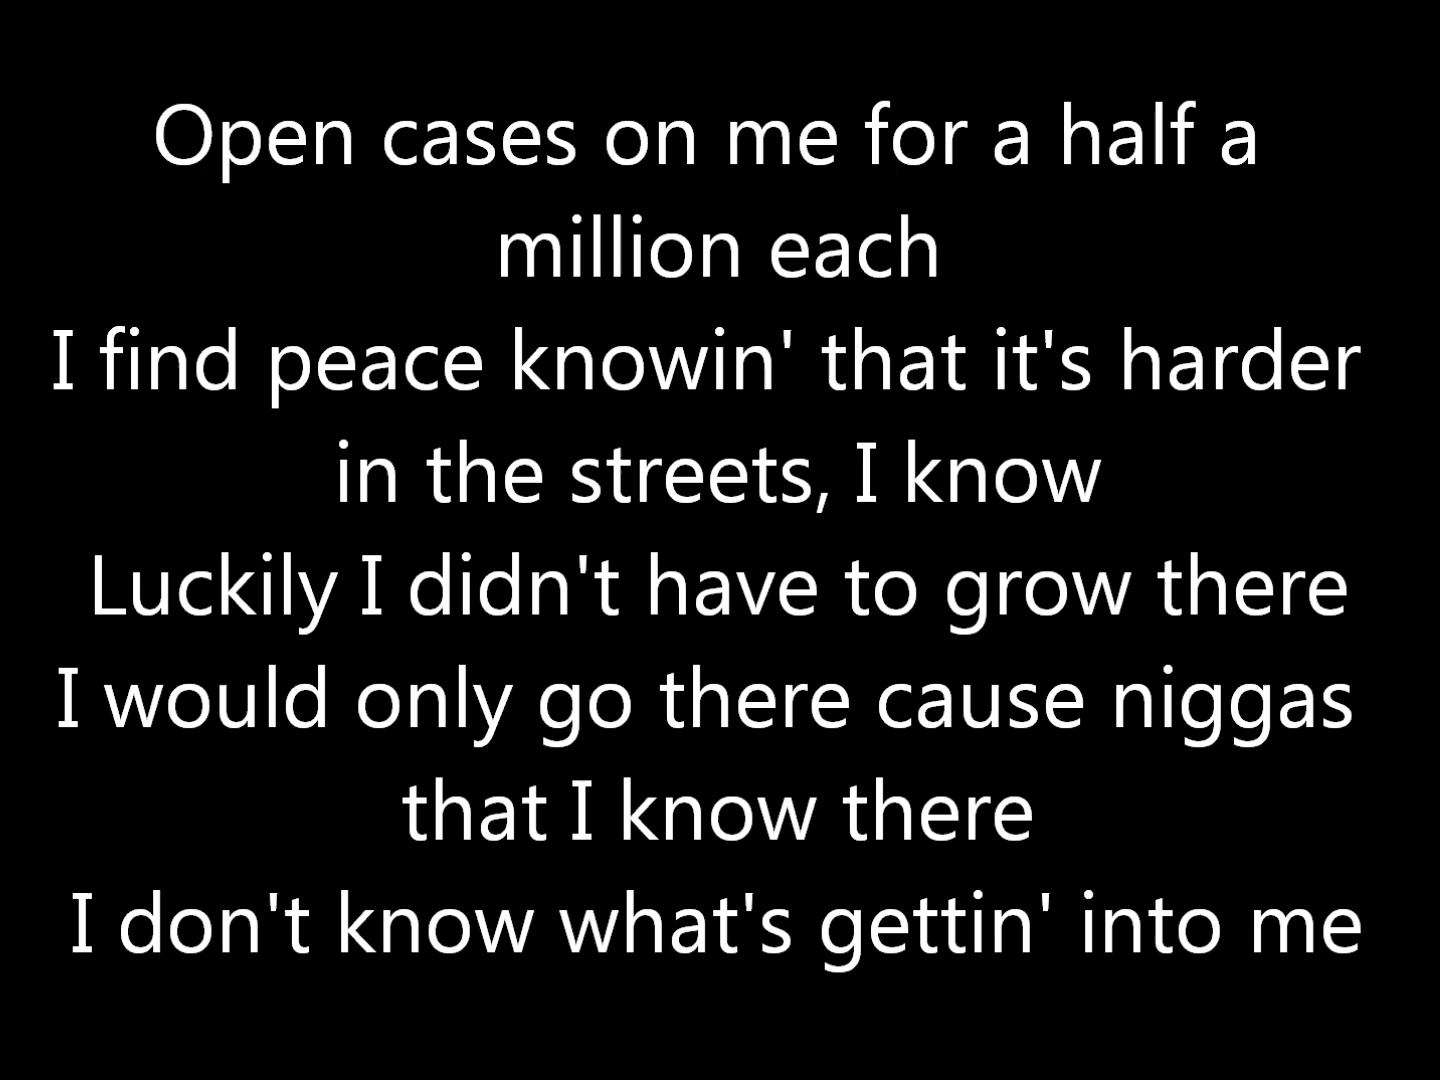 Open cases on me for a half a
million each
I find peace knowin' that it's harder
in the streets, I know
Luckily I didn't have to grow there
I would only go there cause niggas
that I know there
I don't know what's gettin' into me